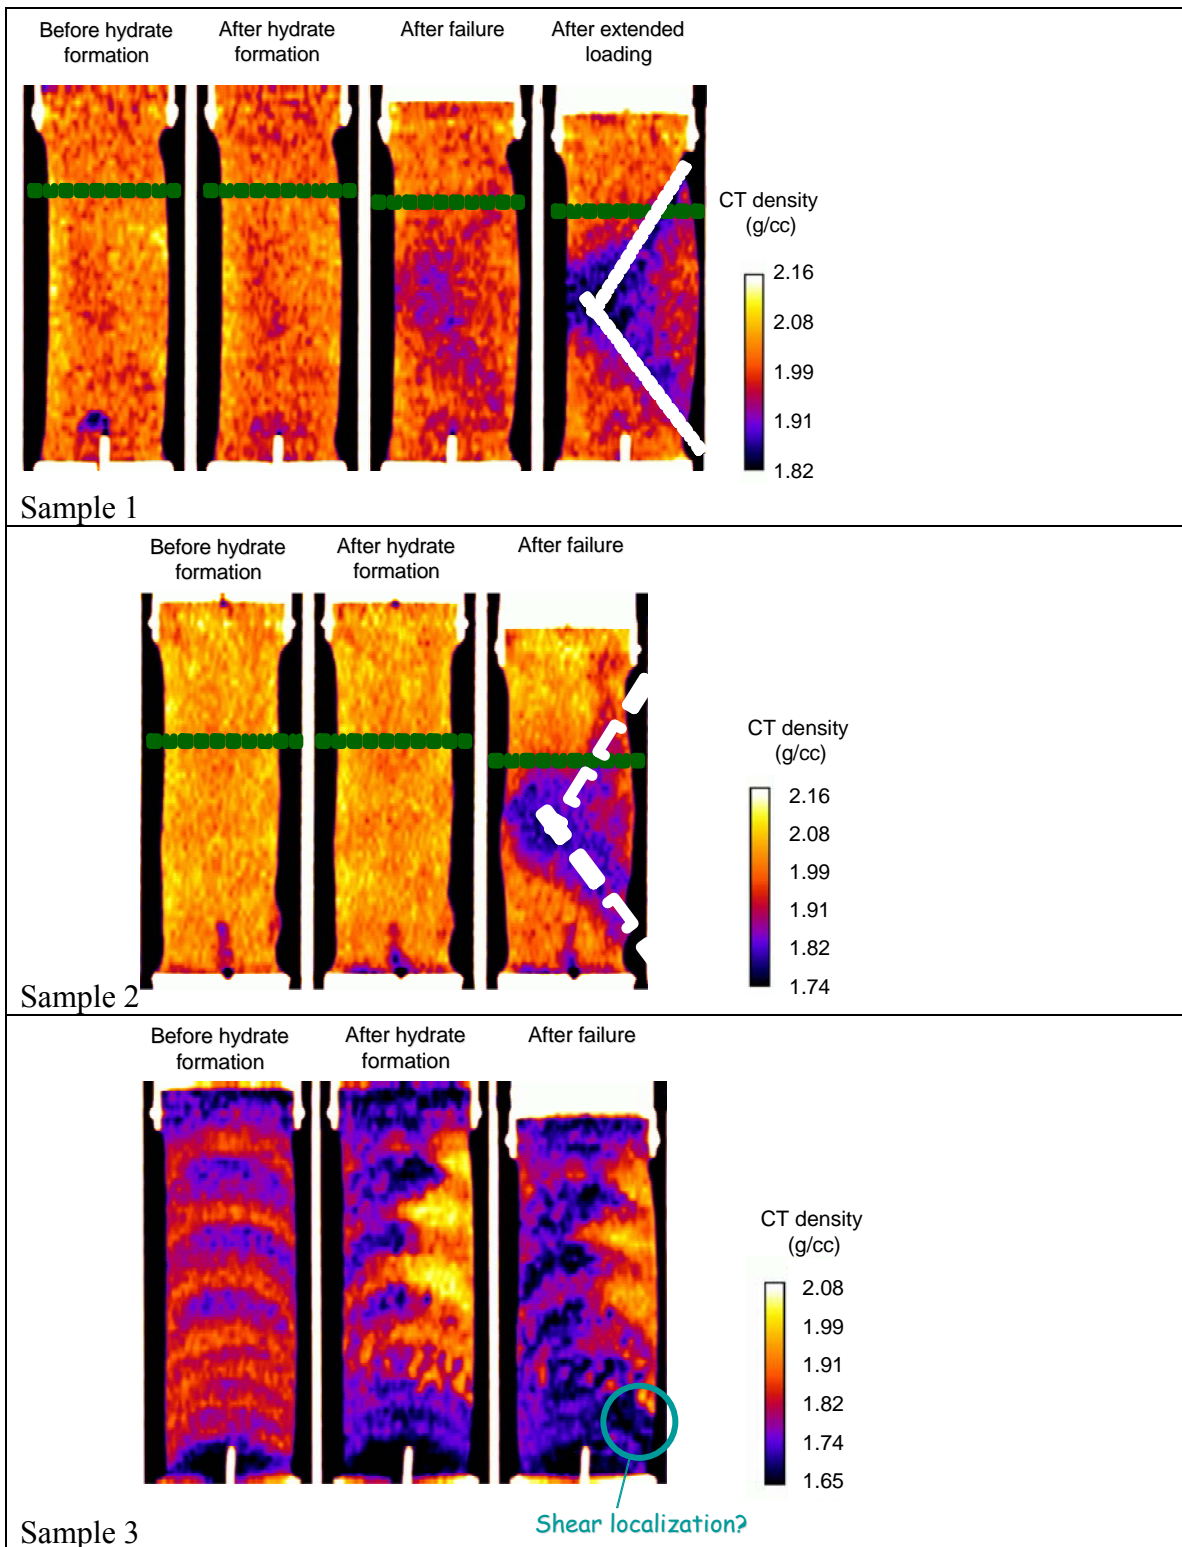 Before hydrate
formation
After hydrate
formation
After failure
After extended
loading
CT density
(g/cc)
2.16
2.08
1.99
1.91
1.82
Sample 1
Before hydrate
formation
After hydrate
formation
After failure
CT density
(g/cc)
2.16
2.08
1.99
1.91
1.82
1.74
Sample 2
Before hydrate
formation
After hydrate
formation
After failure
CT density
(g/cc)
2.08
1.99
1.91
1.82
1.74
1.65
Shear localization?
Sample 3